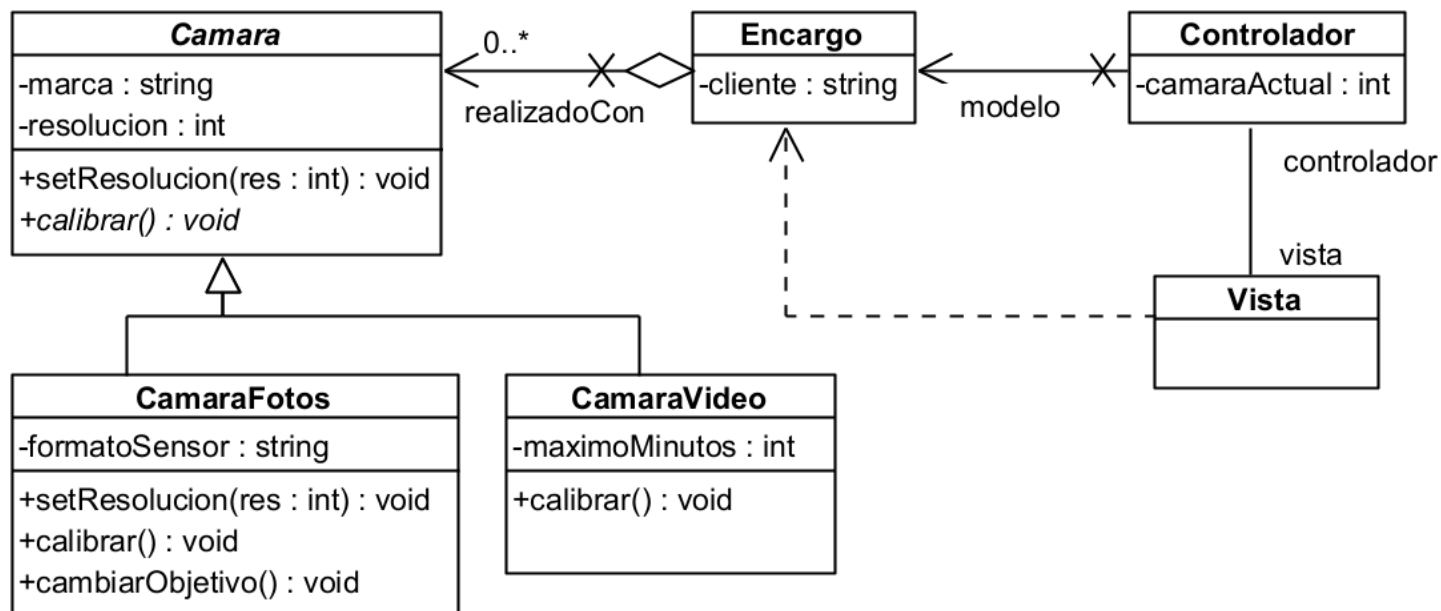 Camara
-marca : string
-resolucion : int
+setResolucion(res : int) : void
+calibrar() : void
0..*
realizadoCon
Encargo
-cliente : string
modelo
Controlador
-camaraActual : int
controlador
vista
Vista
CamaraFotos
-formatoSensor : string
+setResolucion(res : int) : void
+calibrar() : void
+cambiarObjetivo() : void
CamaraVideo
-maximoMinutos : int
+calibrar() : void